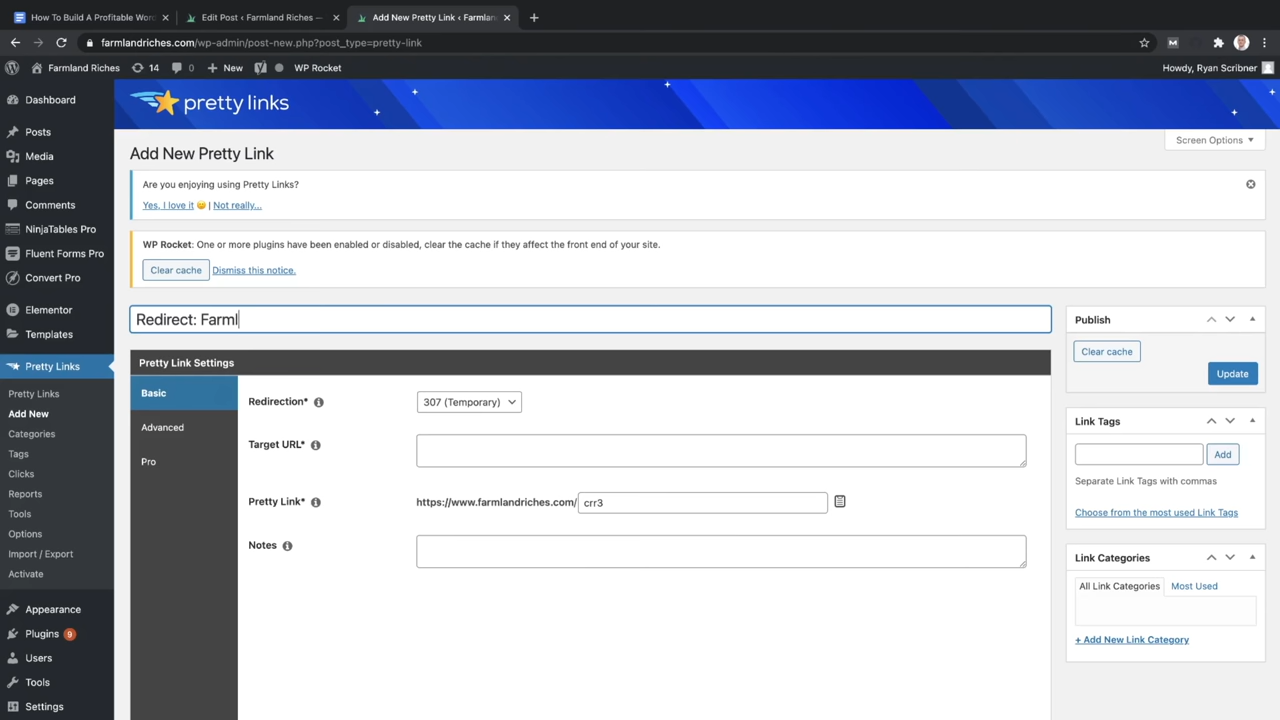 How To Build A Profitable Wor
Edit Post ‹ Farmland Riches —
Add New Pretty Link ‹ Farmlan
farmlandriches.com/wp-admin/post-new.php?post_type=pretty-link
Farmland Riches
14
0
New
WP Rocket
Howdy, Ryan Scribner
Dashboard
Posts
Media
Pages
Comments
NinjaTables Pro
Fluent Forms Pro
Convert Pro
Elementor
Templates
Pretty Links
Pretty Links
Add New
Categories
Tags
Clicks
Reports
Tools
Options
Import / Export
Activate
Appearance
Plugins 9
Users
Tools
Settings
pretty links
Screen Options
Add New Pretty Link
Are you enjoying using Pretty Links?
Yes, I love it 😀 | Not really...
WP Rocket: One or more plugins have been enabled or disabled, clear the cache if they affect the front end of your site.
Clear cache
Dismiss this notice.
Redirect: Farml
Pretty Link Settings
Basic
Advanced
Pro
Redirection*
307 (Temporary)
Target URL*
Pretty Link*
https://www.farmlandriches.com/ crr3
Notes
Publish
Clear cache
Update
Link Tags
Add
Separate Link Tags with commas
Choose from the most used Link Tags
Link Categories
All Link Categories
Most Used
+ Add New Link Category